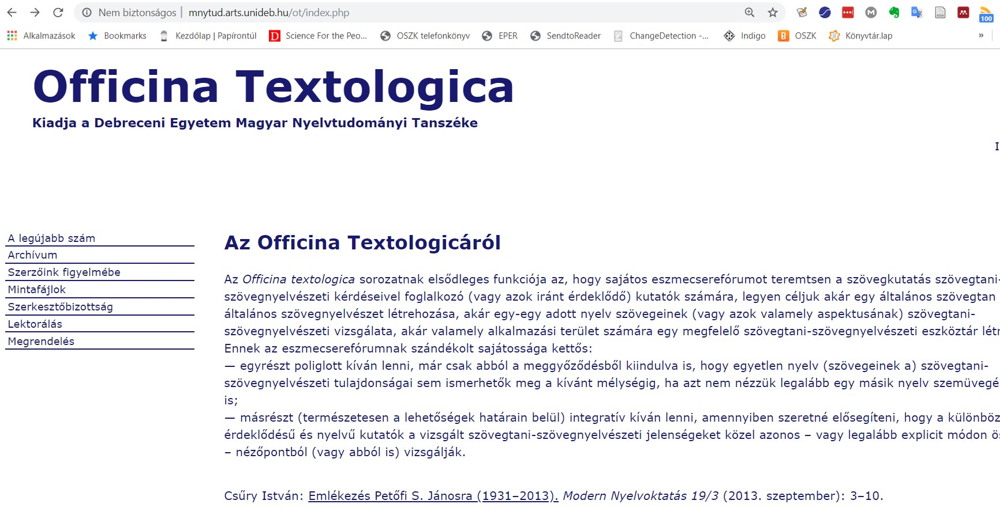 Nem biztonságos | mnytud.arts.unideb.hu/ot/index.php
100
Alkalmazások Bookmarks Kezdőlap | Papírontúl Science For the Peo... OSZK telefonkönyv EPER SendtoReader ChangeDetection -... Indigo OSZK Könyvtár.lap »
Officina Textologica
Kiadja a Debreceni Egyetem Magyar Nyelvtudományi Tanszéke
I
A legújabb szám
Archívum
Szerzőink figyelmébe
Mintafájlok
Szerkesztőbizottság
Lektorálás
Megrendelés
Az Officina Textologicáról
Az Officina textologica sorozatnak elsődleges funkciója az, hogy sajátos eszmecserefórumot teremtsen a szövegkutatás szövegtani-
szövegnyelvészeti kérdéseivel foglalkozó (vagy azok iránt érdeklődő) kutatók számára, legyen céljuk akár egy általános szövegtan
általános szövegnyelvészet létrehozása, akár egy-egy adott nyelv szövegeinek (vagy azok valamely aspektusának) szövegtani-
szövegnyelvészeti vizsgálata, akár valamely alkalmazási terület számára egy megfelelő szövegtani-szövegnyelvészeti eszköztár létr
Ennek az eszmecserefórumnak szándékolt sajátossága kettős:
— egyrészt poliglott kíván lenni, már csak abból a meggyőződésből kiindulva is, hogy egyetlen nyelv (szövegeinek a) szövegtani-
szövegnyelvészeti tulajdonságai sem ismerhetők meg a kívánt mélységig, ha azt nem nézzük legalább egy másik nyelv szemüvegé
is;
— másrészt (természetesen a lehetőségek határain belül) integratív kíván lenni, amennyiben szeretné elősegíteni, hogy a különböz
érdeklődésű és nyelvű kutatók a vizsgált szövegtani-szövegnyelvészeti jelenségeket közel azonos – vagy legalább explicit módon ös
– nézőpontból (vagy abból is) vizsgálják.
Csűry István: Emlékezés Petőfi S. Jánosra (1931–2013). Modern Nyelvoktatás 19/3 (2013. szeptember): 3–10.